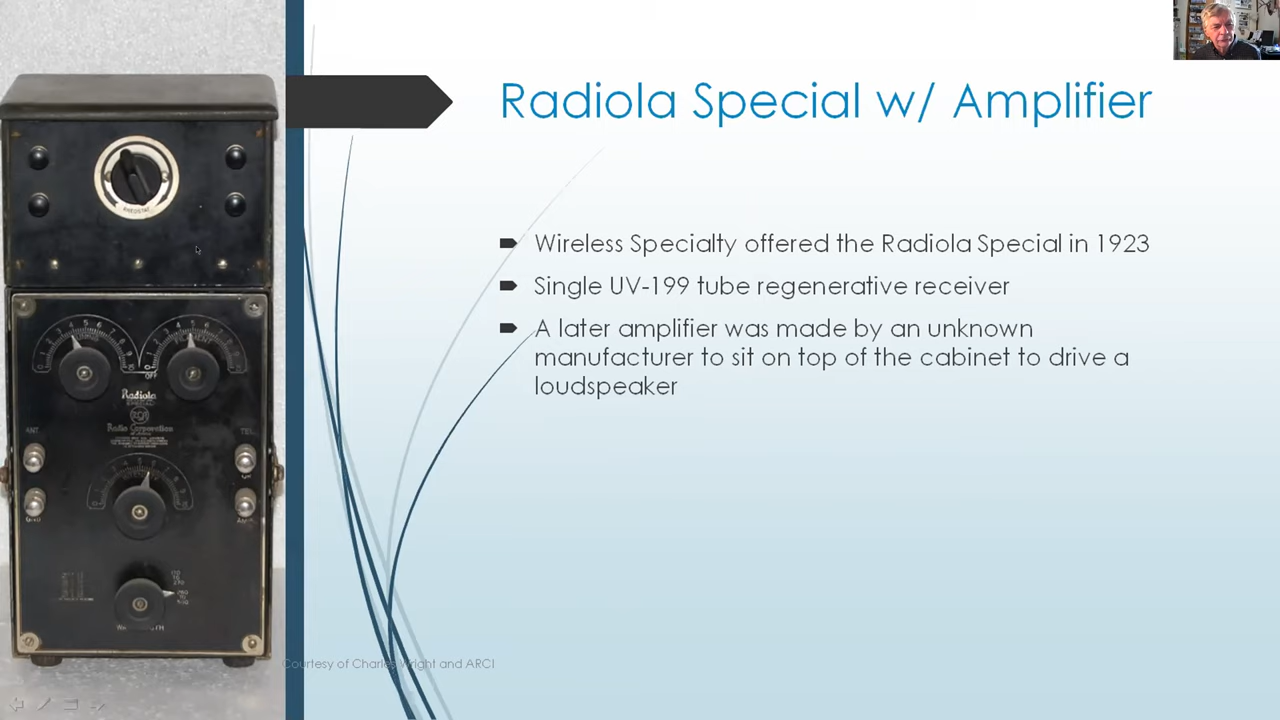 Radiola Special w/ Amplifier
Wireless Specialty offered the Radiola Special in 1923
Single UV-199 tube regenerative receiver
A later amplifier was made by an unknown
manufacturer to sit on top of the cabinet to drive a
loudspeaker
Radiola
Radio Corporation
ANT
OFF
Courtesy of Charles Wright and ARCI